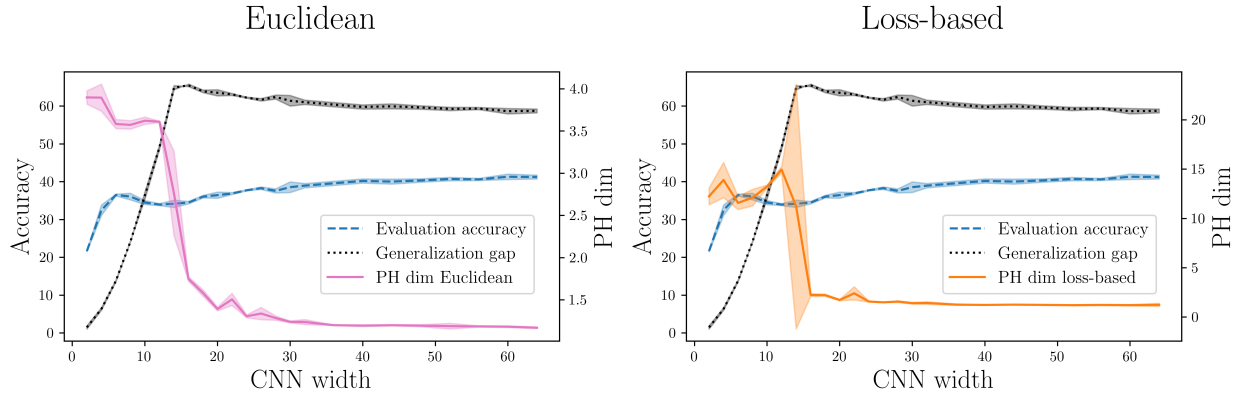 Euclidean
Accuracy
60
50
40
30
20
10
0
4.0
3.5
3.0
2.5
2.0
1.5
PH dim
Evaluation accuracy
Generalization gap
PH dim Euclidean
0 10 20 30 40 50 60
CNN width
Loss-based
Accuracy
60
50
40
30
20
10
0
20
15
10
5
0
PH dim
Evaluation accuracy
Generalization gap
PH dim loss-based
0 10 20 30 40 50 60
CNN width